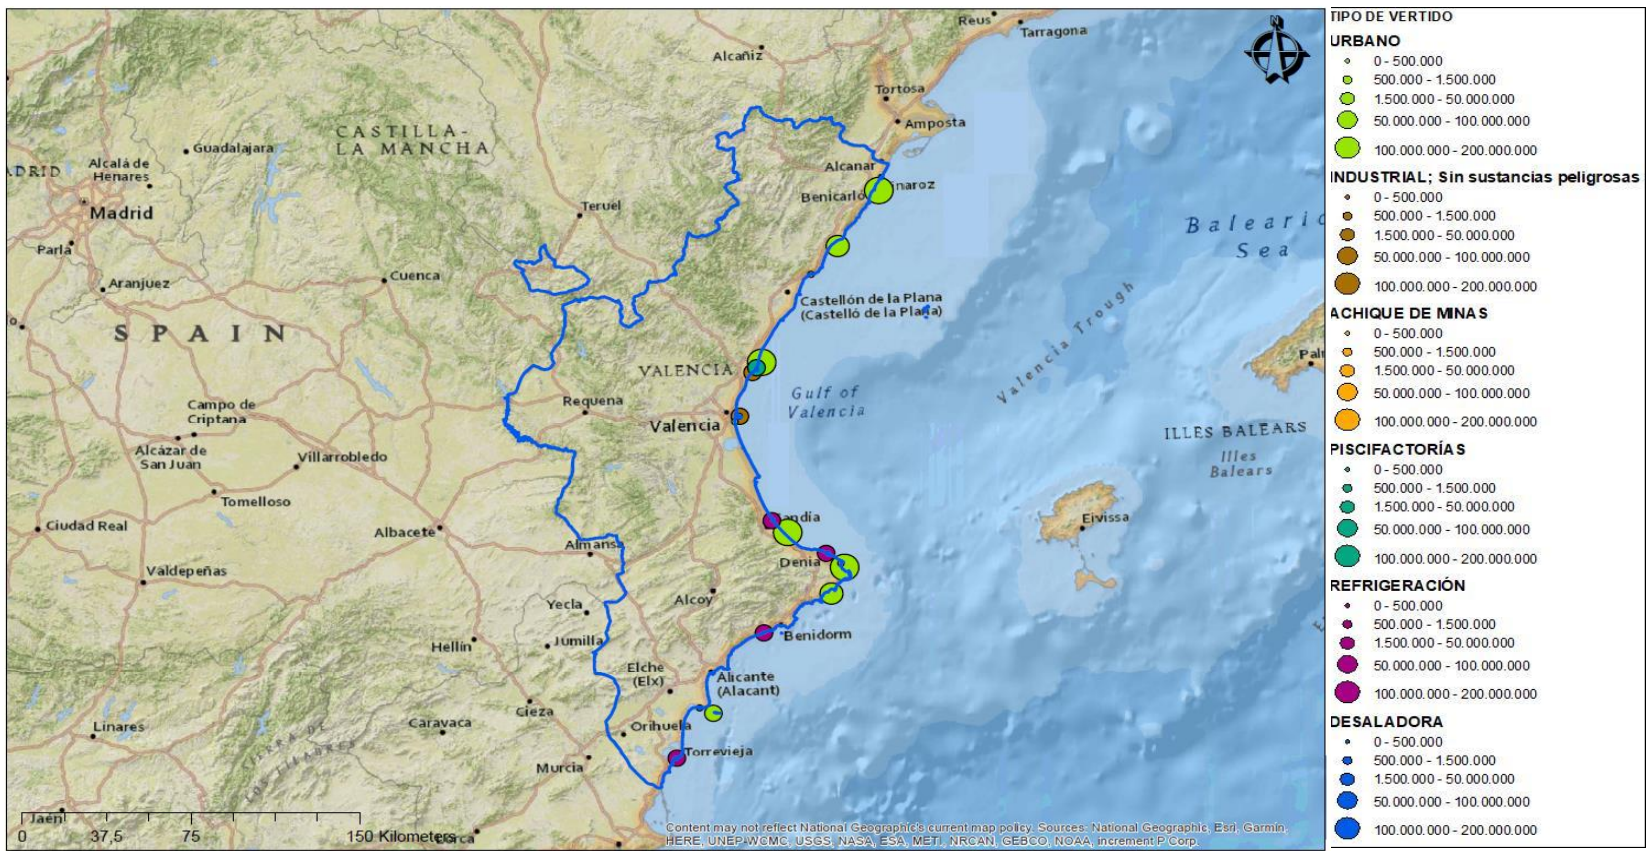 Reus
Tarragona
Alcañiz
Tortosa
Amposta
CASTILLA-
LA MANCHA
Guadalajara
ADRID
Alcalá de
Henares
Alcanar
Benicarló
naroz
Madrid
Teruel
Parla
Balearic
Sea
Aranjuez
Cuenca
Castellón de la Plana
(Castelló de la Plana)
SPAIN
Valencia Trough
VALENCIA
Pal
Gulf of
Valencia
Requena
Campo de
Criptana
Valencia
ILLES BALEARS
Illes
Balears
Alcázar de
San Juan
Villarrobledo
Tomelloso
Ciudad Real
Albacete
andía
Eivissa
Almansa
Denia
Valdepeñas
Yecla
Alcoy
Hellín
Jumilla
Benidorm
Elche
(Elx)
Alicante
(Alacant)
Cieza
Linares
Caravaca
Orihuela
SIERRA DE
Torrevieja
Murcia
Jaén
orca
N
0 37,5 75 150 Kilometers
Content may not reflect National Geographic's current map policy. Sources: National Geographic, Esri, Garmin,
HERE, UNEP-WCMC, USGS, NASA, ESA, METI, NRCAN, GEBCO, NOAA, increment P Corp.
TIPO DE VERTIDO
URBANO
0 - 500.000
500.000 - 1.500.000
1.500.000 - 50.000.000
50.000.000 - 100.000.000
100.000.000 - 200.000.000
INDUSTRIAL; Sin sustancias peligrosas
0 - 500.000
500.000 - 1.500.000
1.500.000 - 50.000.000
50.000.000 - 100.000.000
100.000.000 - 200.000.000
ACHIQUE DE MINAS
0 - 500.000
500.000 - 1.500.000
1.500.000 - 50.000.000
50.000.000 - 100.000.000
100.000.000 - 200.000.000
PISCIFACTORÍAS
0 - 500.000
500.000 - 1.500.000
1.500.000 - 50.000.000
50.000.000 - 100.000.000
100.000.000 - 200.000.000
REFRIGERACIÓN
0 - 500.000
500.000 - 1.500.000
1.500.000 - 50.000.000
50.000.000 - 100.000.000
100.000.000 - 200.000.000
DESALADORA
0 - 500.000
500.000 - 1.500.000
1.500.000 - 50.000.000
50.000.000 - 100.000.000
100.000.000 - 200.000.000